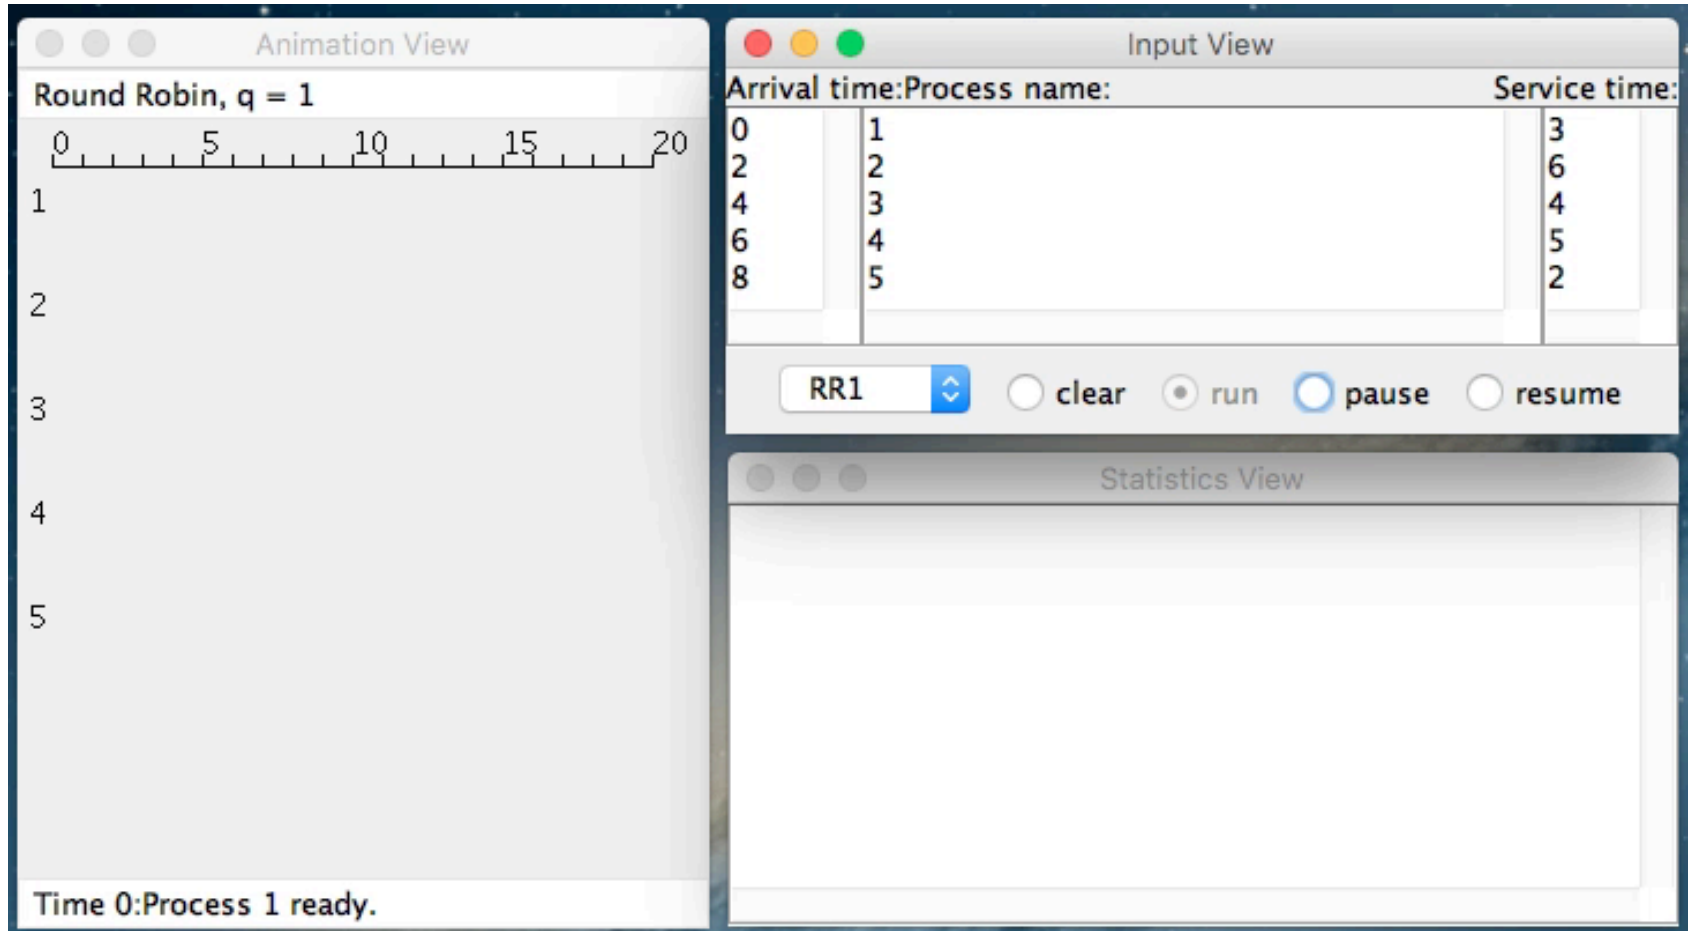 Animation View
Round Robin, q = 1
0 5 10 15 20
1
2
3
4
5
Time 0:Process 1 ready.
Input View
Arrival time:Process name: Service time:
0 1 3
2 2 6
4 3 4
6 4 5
8 5 2
RR1 clear run pause resume
Statistics View